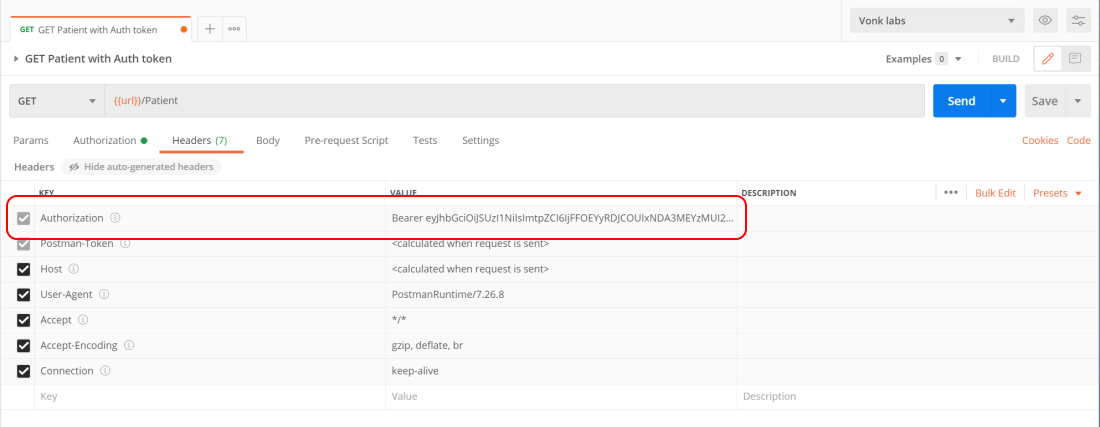 GET GET Patient with Auth token
Vonk labs
GET Patient with Auth token Examples 0 BUILD
GET {{url}}/Patient Send Save
Params Authorization Headers (7) Body Pre-request Script Tests Settings Cookies Code
Headers Hide auto-generated headers
KEY VALUE DESCRIPTION ••• Bulk Edit Presets
Authorization Bearer eyJhbGciOiJSUzI1NiIsImtpZCI6IjFFOEYyRDJCOUIxNDA3MEYzMUI2...
Postman-Token <calculated when request is sent>
Host <calculated when request is sent>
User-Agent PostmanRuntime/7.26.8
Accept */*
Accept-Encoding gzip, deflate, br
Connection keep-alive
Key Value Description